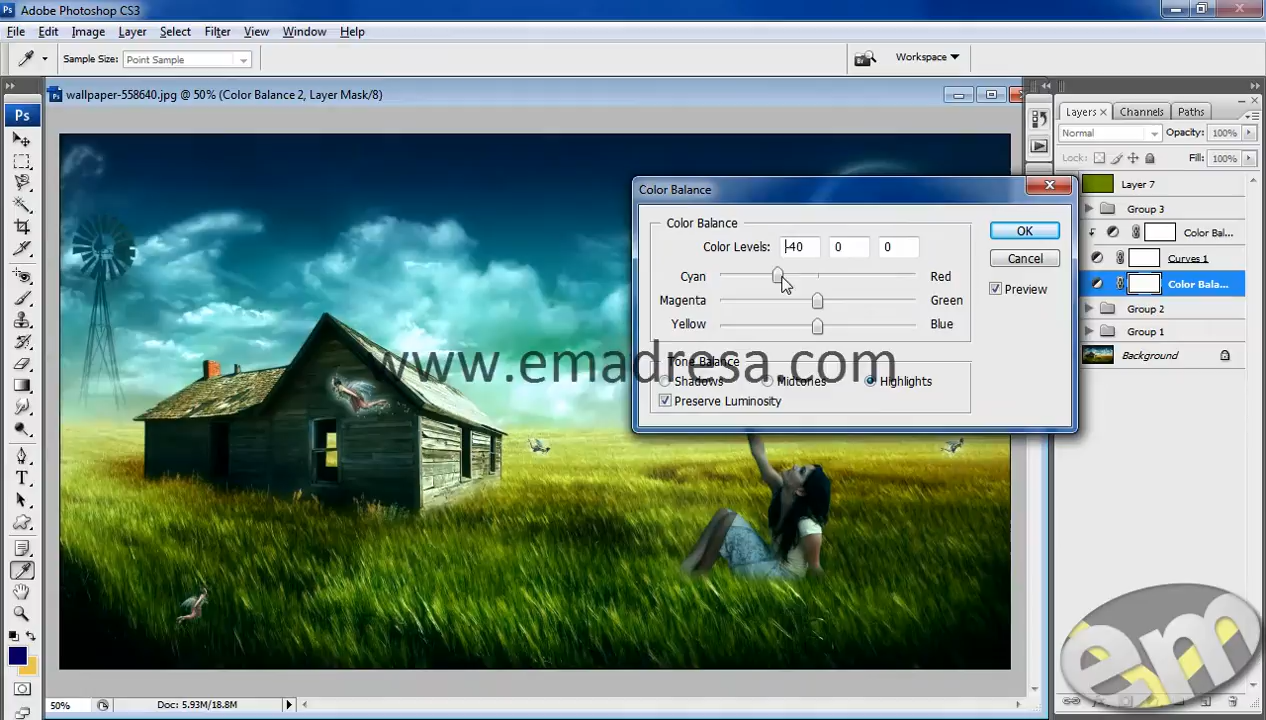 Adobe Photoshop CS3
File Edit Image Layer Select Filter View Window Help
Sample Size: Point Sample
Workspace
wallpaper-558640.jpg @ 50% (Color Balance 2, Layer Mask/8)
Ps
Layers × Channels Paths
Normal Opacity: 100%
Lock: Fill: 100%
Layer 7
Group 3
Color Bal...
Curves 1
Color Bala...
Group 2
Group 1
Background
Color Balance
Color Balance
Color Levels: -40 0 0
Cyan Red
Magenta Green
Yellow Blue
Tone Balance
Shadows Midtones Highlights
Preserve Luminosity
OK
Cancel
Preview
www.emadresa.com
50% Doc: 5.93M/18.8M
em